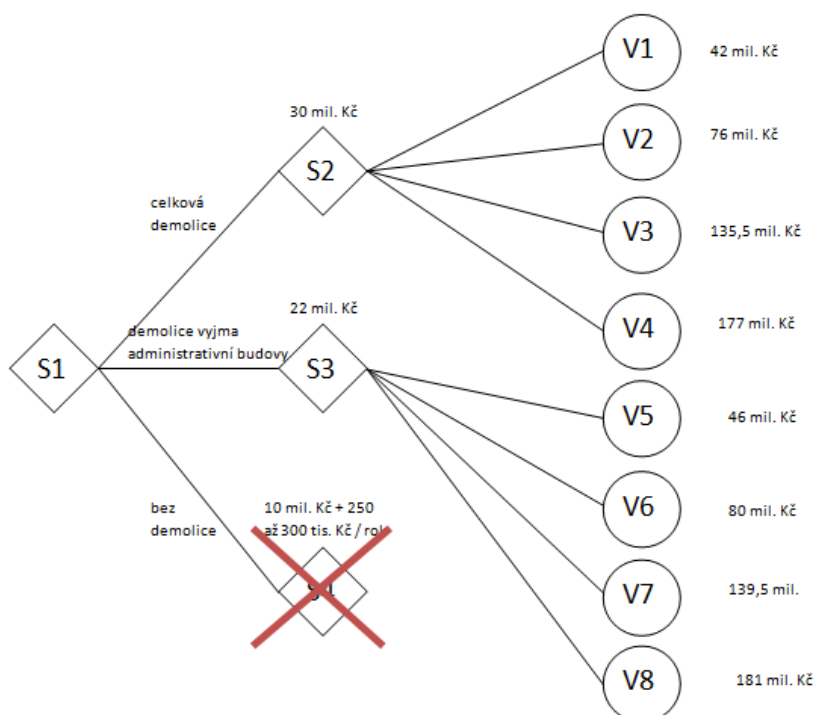 V1
42 mil. Kč
30 mil. Kč
V2
76 mil. Kč
S2
celková
demolice
V3
135,5 mil. Kč
22 mil. Kč
V4
177 mil. Kč
demolice vyjma
administrativní budovy
S1
S3
V5
46 mil. Kč
bez
demolice
10 mil. Kč + 250
až300 tis. Kč / rok
V6
80 mil. Kč
V7
139,5 mil.
V8
181 mil. Kč